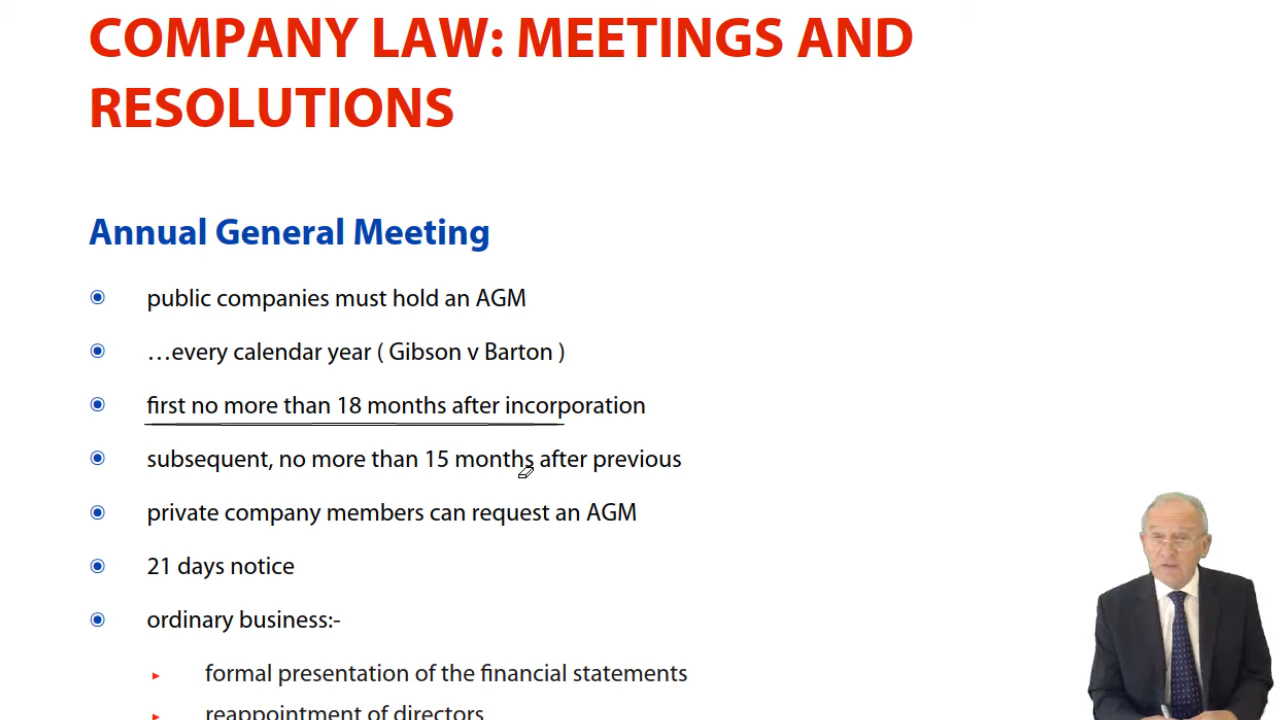 COMPANY LAW: MEETINGS AND
RESOLUTIONS
Annual General Meeting
public companies must hold an AGM
…every calendar year ( Gibson v Barton )
first no more than 18 months after incorporation
subsequent, no more than 15 months after previous
private company members can request an AGM
21 days notice
ordinary business:-
formal presentation of the financial statements
reappointment of directors